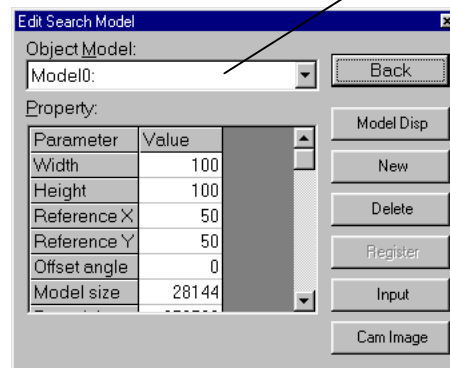 Edit Search Model
Object Model:
Model0:
Back
Property:
Model Disp
Parameter Value
Width 100
New
Height 100
Reference X 50
Delete
Reference Y 50
Register
Offset angle 0
Model size 28144
Input
Cam Image